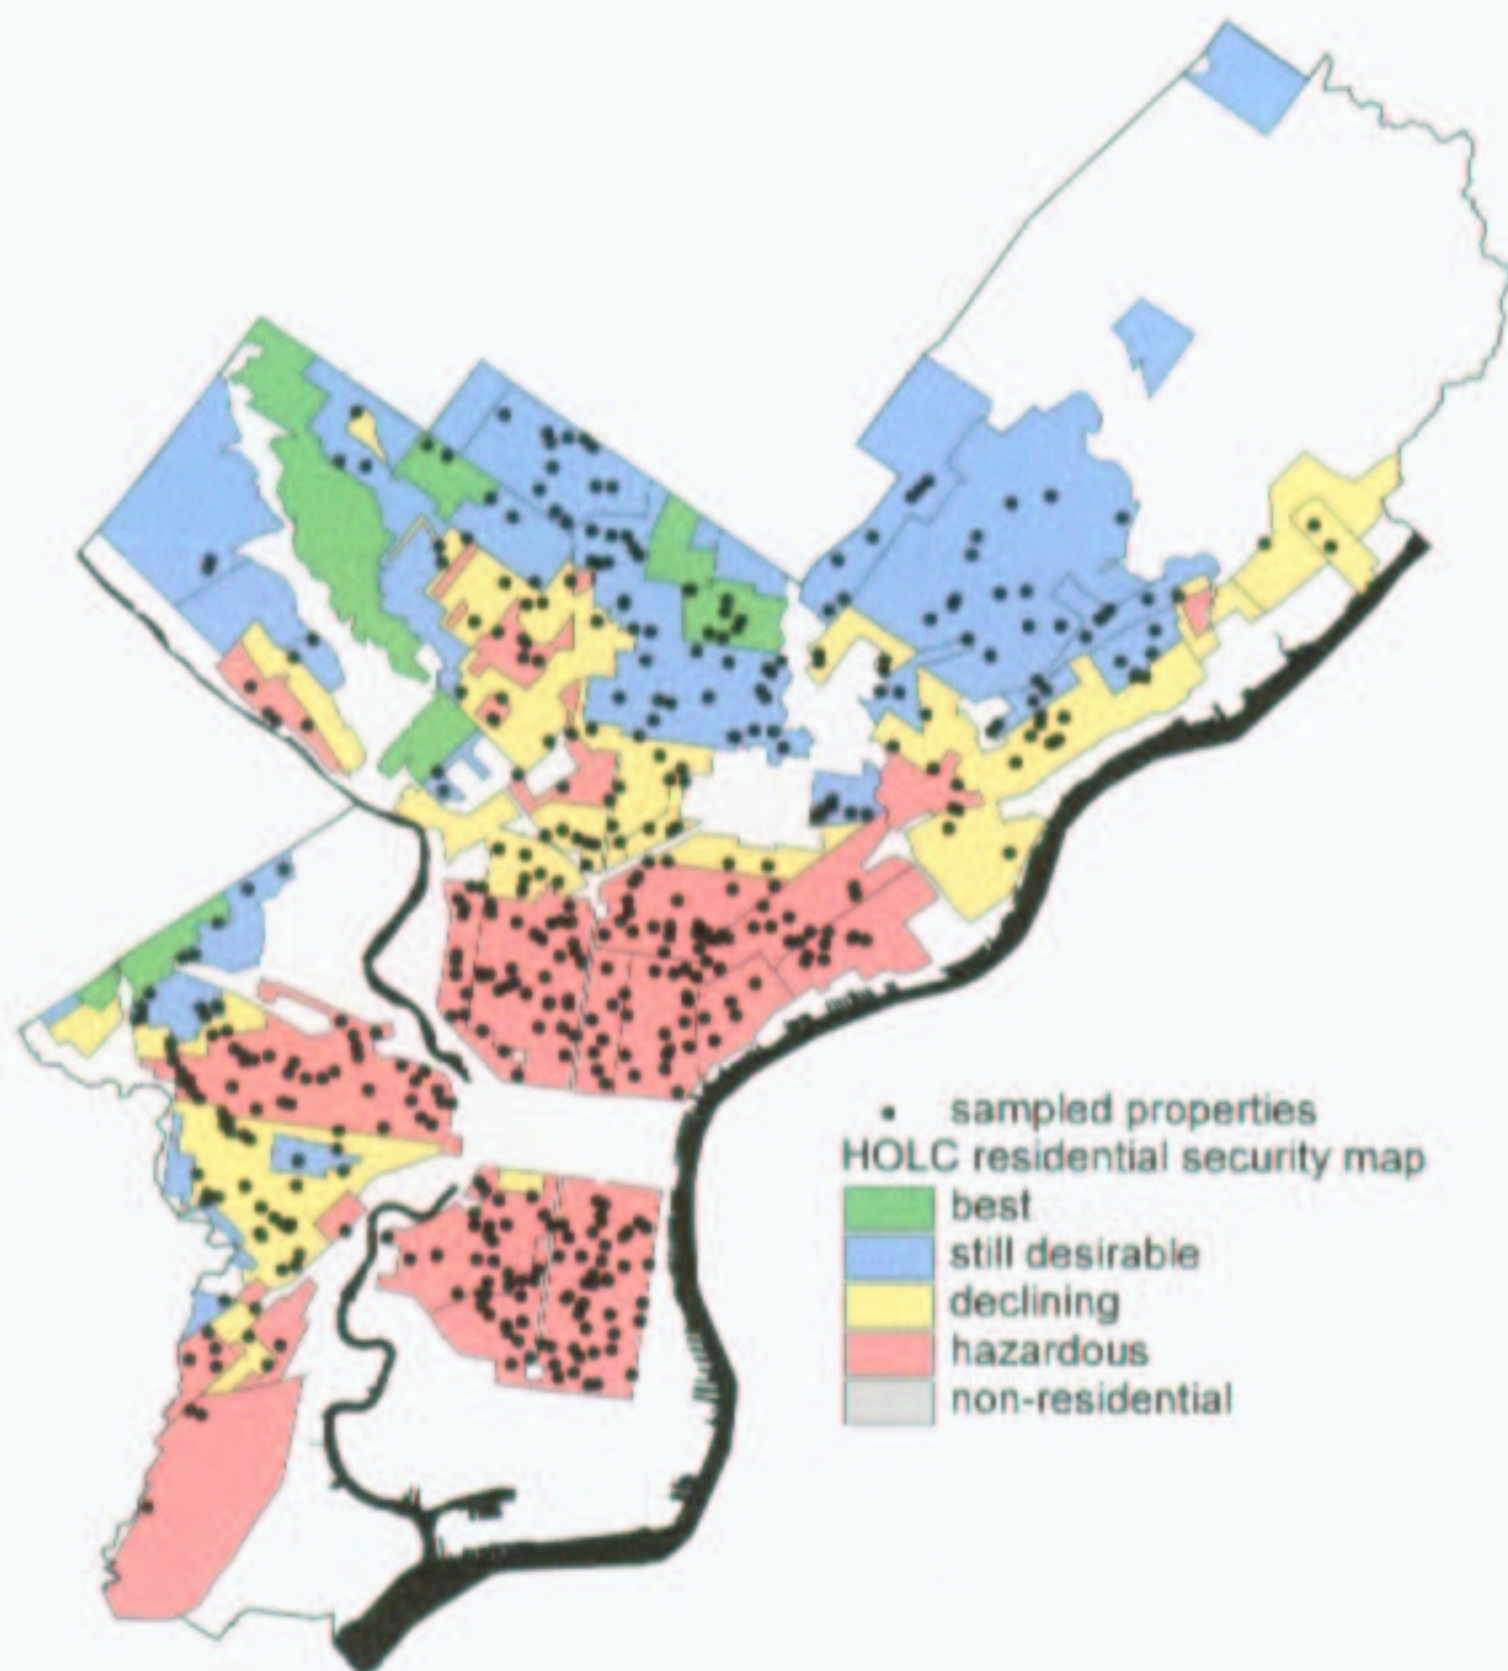 sampled properties
HOLC residential security map
best
still desirable
declining
hazardous
non-residential